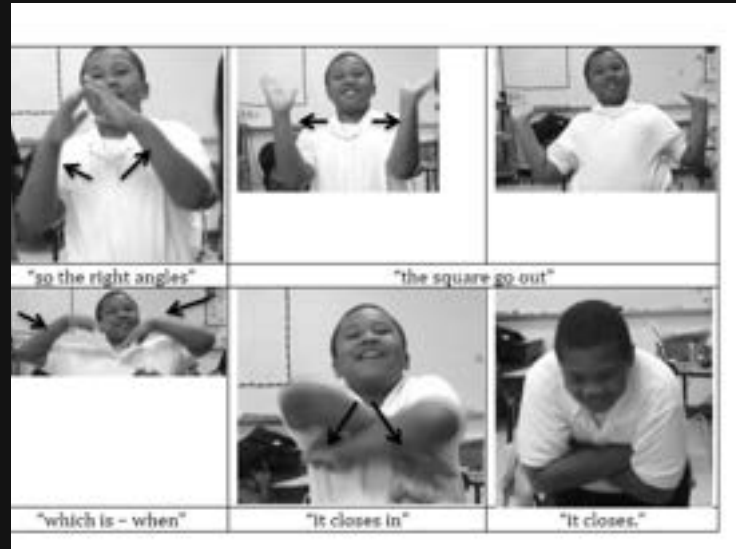 "so the right angles"
"the square go out"
"which is – when"
"it closes in"
"it closes."